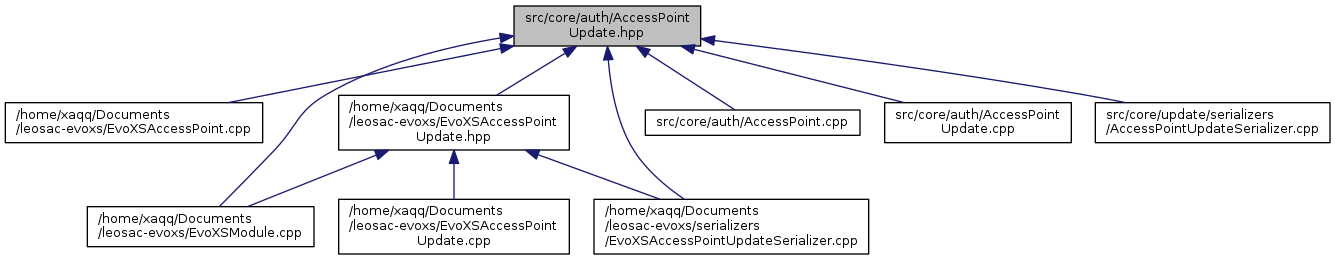 src/core/auth/AccessPoint
Update.hpp
/home/xaqq/Documents
/leosac-evoxs/EvoXSAccessPoint.cpp
/home/xaqq/Documents
/leosac-evoxs/EvoXSAccessPoint
Update.hpp
src/core/auth/AccessPoint.cpp
src/core/auth/AccessPoint
Update.cpp
src/core/update/serializers
/AccessPointUpdateSerializer.cpp
/home/xaqq/Documents
/leosac-evoxs/EvoXSModule.cpp
/home/xaqq/Documents
/leosac-evoxs/EvoXSAccessPoint
Update.cpp
/home/xaqq/Documents
/leosac-evoxs/serializers
/EvoXSAccessPointUpdateSerializer.cpp